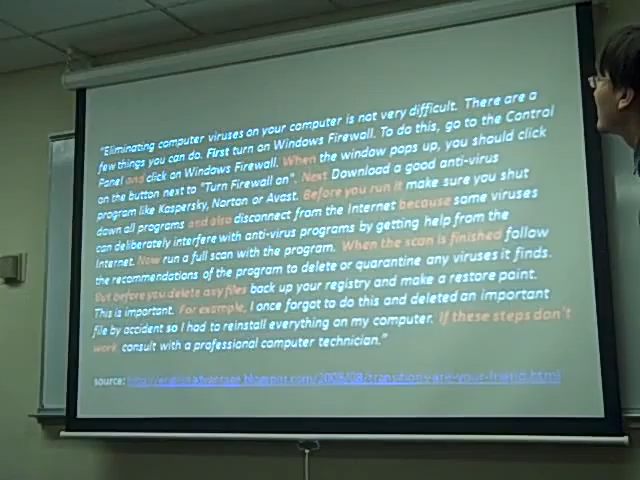 "Eliminating computer viruses on your computer is not very difficult. There are a
few things you can do. First turn on Windows Firewall. To do this, go to the Control
Panel and click on Windows Firewall. When the window pops up, you should click
on the button next to "Turn Firewall on". Next Download a good anti-virus
program like Kaspersky, Norton or Avast. Before you run it make sure you shut
down all programs and also disconnect from the Internet because some viruses
can deliberately interfere with anti-virus programs by getting help from the
Internet. Now run a full scan with the program. When the scan is finished follow
the recommendations of the program to delete or quarantine any viruses it finds.
But before you delete any files back up your registry and make a restore point.
This is important. For example, I once forgot to do this and deleted an important
file by accident so I had to reinstall everything on my computer. If these steps don't
work consult with a professional computer technician."
source: